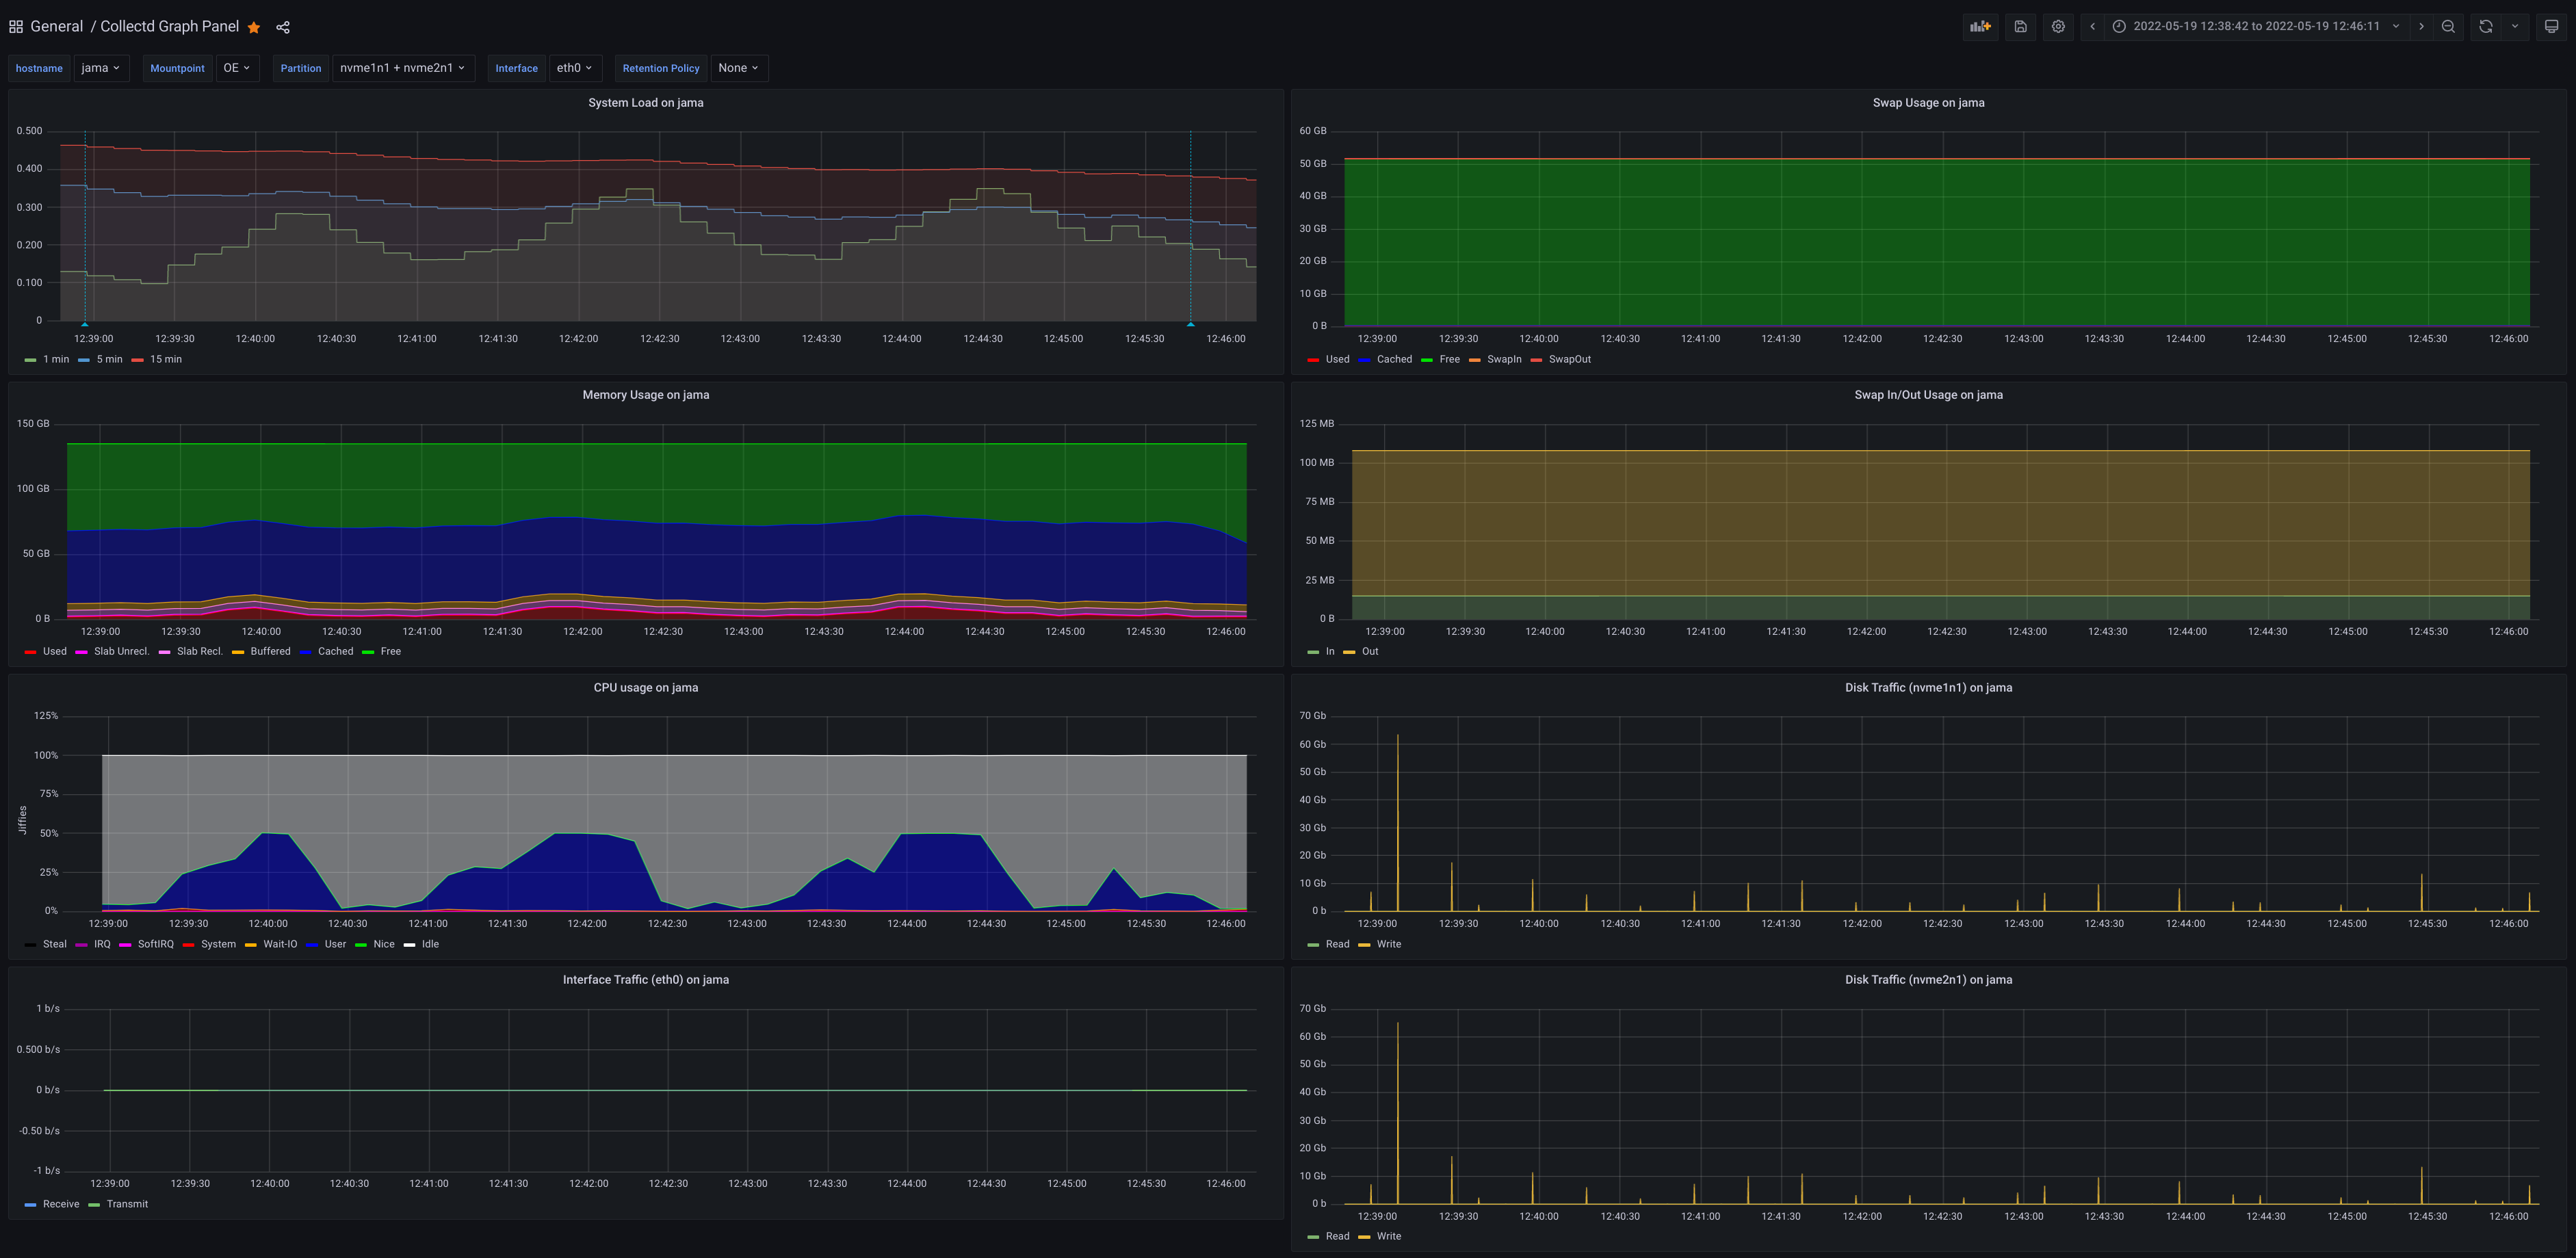 General / Collectd Graph Panel
2022-05-19 12:38:42 to 2022-05-19 12:46:11
hostname jama Mountpoint OE Partition nvme1n1 + nvme2n1 Interface eth0 Retention Policy None
System Load on jama
0.500
0.400
0.300
0.200
0.100
0
12:39:00 12:39:30 12:40:00 12:40:30 12:41:00 12:41:30 12:42:00 12:42:30 12:43:00 12:43:30 12:44:00 12:44:30 12:45:00 12:45:30 12:46:00
1 min 5 min 15 min
Swap Usage on jama
60 GB
50 GB
40 GB
30 GB
20 GB
10 GB
0 B
12:39:00 12:39:30 12:40:00 12:40:30 12:41:00 12:41:30 12:42:00 12:42:30 12:43:00 12:43:30 12:44:00 12:44:30 12:45:00 12:45:30 12:46:00
Used Cached Free SwapIn SwapOut
Memory Usage on jama
150 GB
100 GB
50 GB
0 B
12:39:00 12:39:30 12:40:00 12:40:30 12:41:00 12:41:30 12:42:00 12:42:30 12:43:00 12:43:30 12:44:00 12:44:30 12:45:00 12:45:30 12:46:00
Used Slab Unrecl. Slab Recl. Buffered Cached Free
Swap In/Out Usage on jama
125 MB
100 MB
75 MB
50 MB
25 MB
0 B
12:39:00 12:39:30 12:40:00 12:40:30 12:41:00 12:41:30 12:42:00 12:42:30 12:43:00 12:43:30 12:44:00 12:44:30 12:45:00 12:45:30 12:46:00
In Out
CPU usage on jama
Jiffies
125%
100%
75%
50%
25%
0%
12:39:00 12:39:30 12:40:00 12:40:30 12:41:00 12:41:30 12:42:00 12:42:30 12:43:00 12:43:30 12:44:00 12:44:30 12:45:00 12:45:30 12:46:00
Steal IRQ SoftIRQ System Wait-IO User Nice Idle
Disk Traffic (nvme1n1) on jama
70 Gb
60 Gb
50 Gb
40 Gb
30 Gb
20 Gb
10 Gb
0 b
12:39:00 12:39:30 12:40:00 12:40:30 12:41:00 12:41:30 12:42:00 12:42:30 12:43:00 12:43:30 12:44:00 12:44:30 12:45:00 12:45:30 12:46:00
Read Write
Interface Traffic (eth0) on jama
1 b/s
0.500 b/s
0 b/s
-0.50 b/s
-1 b/s
12:39:00 12:39:30 12:40:00 12:40:30 12:41:00 12:41:30 12:42:00 12:42:30 12:43:00 12:43:30 12:44:00 12:44:30 12:45:00 12:45:30 12:46:00
Receive Transmit
Disk Traffic (nvme2n1) on jama
70 Gb
60 Gb
50 Gb
40 Gb
30 Gb
20 Gb
10 Gb
0 b
12:39:00 12:39:30 12:40:00 12:40:30 12:41:00 12:41:30 12:42:00 12:42:30 12:43:00 12:43:30 12:44:00 12:44:30 12:45:00 12:45:30 12:46:00
Read Write